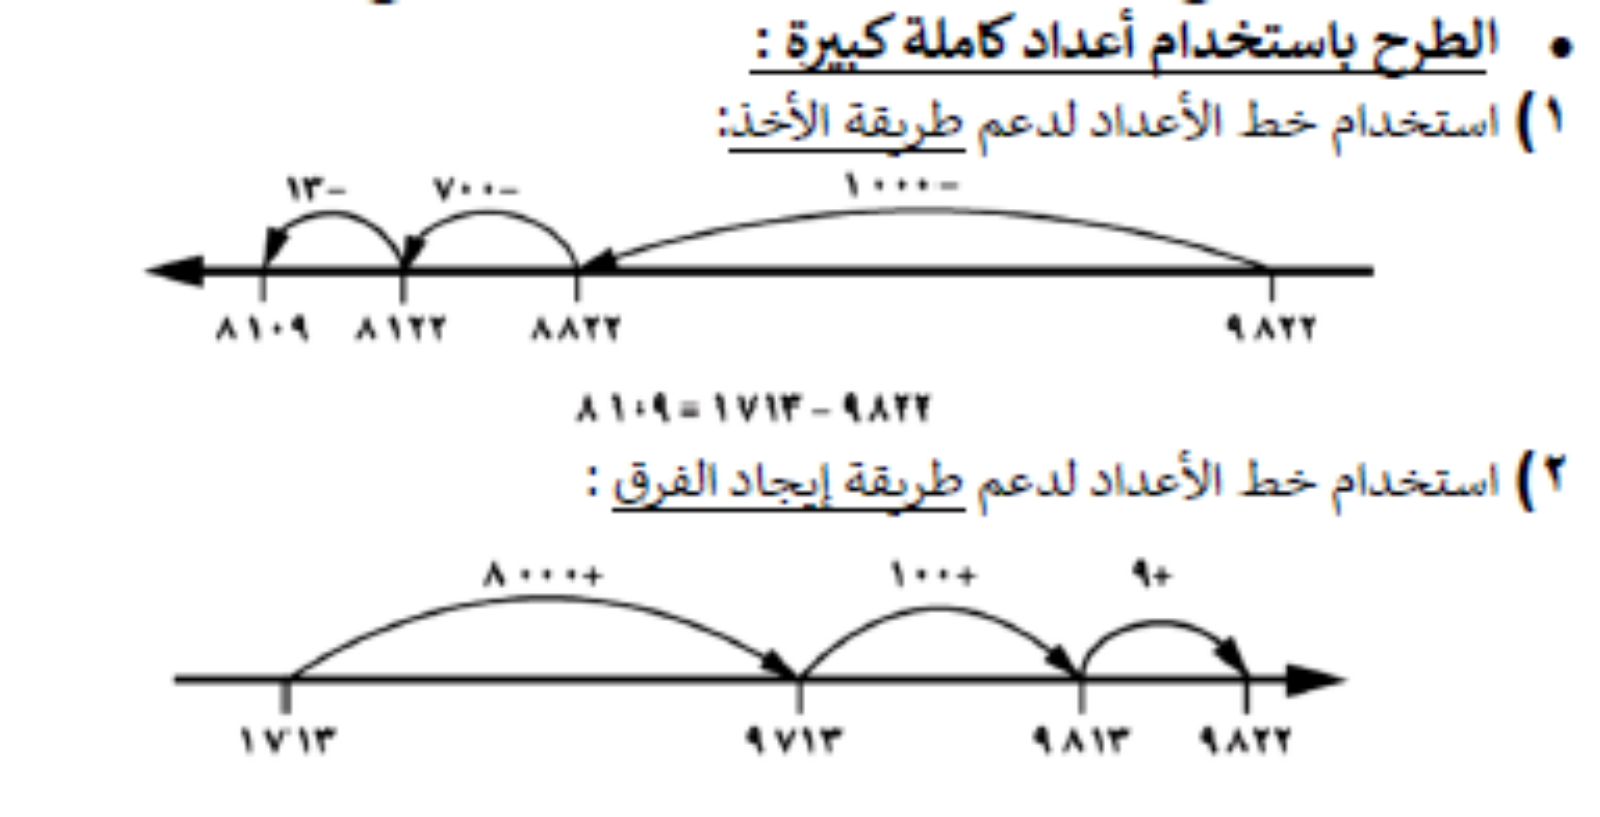 • الطرح باستخدام أعداد كاملة كبيرة :
١) استخدام خط الأعداد لدعم طريقة الأخذ:
−١٣ −٧٠٠ −١٠٠٠
٨١٠٩ ٨١٢٢ ٨٨٢٢ ٩٨٢٢
٩٨٢٢ − ١٧١٣ = ٨١٠٩
٢) استخدام خط الأعداد لدعم طريقة إيجاد الفرق :
+٨٠٠٠ +١٠٠ +٩
١٧١٣ ٩٧١٣ ٩٨١٣ ٩٨٢٢